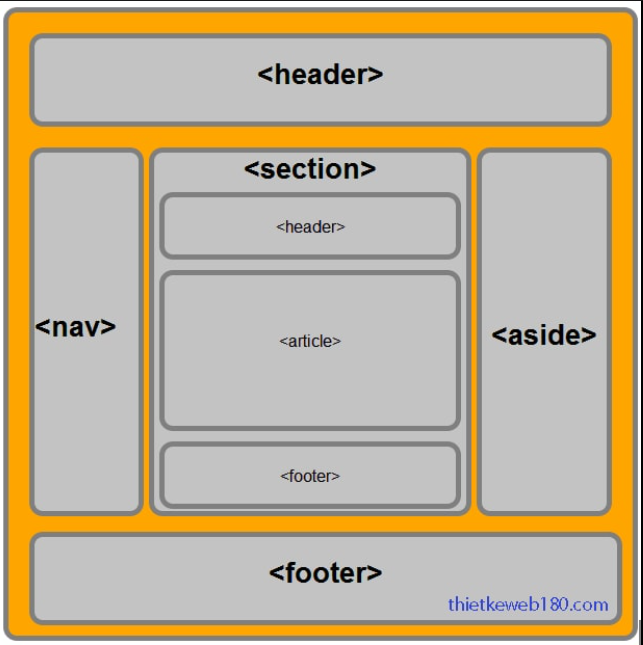 <header>
<section>
<header>
<nav>
<article>
<aside>
<footer>
<footer>
thietkeweb180.com